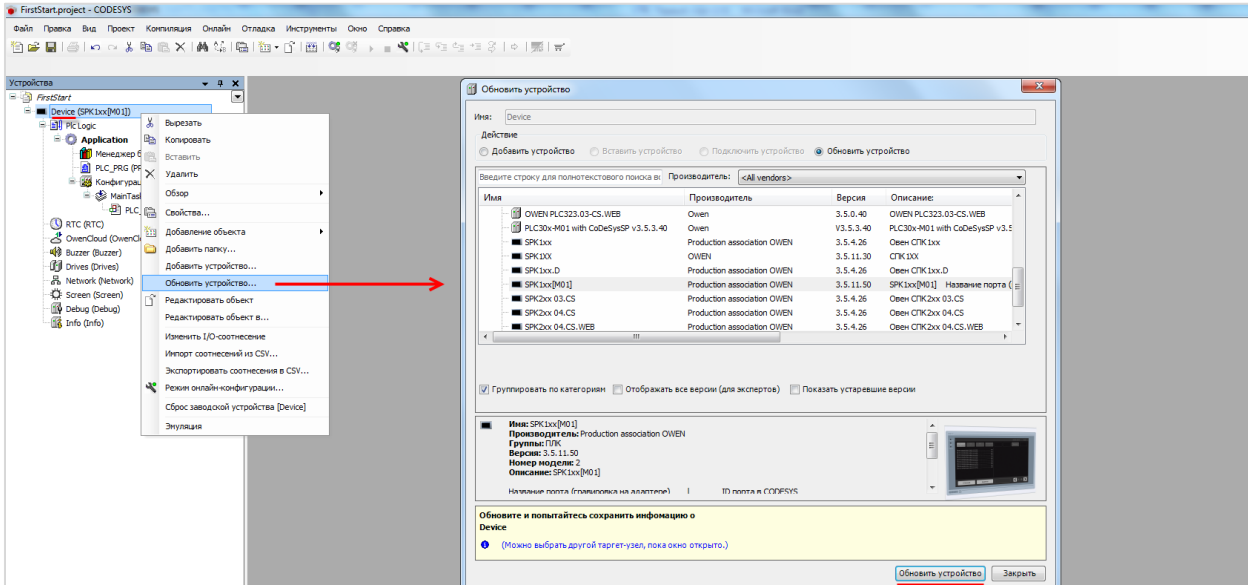 FirstStart.project - CODESYS
Файл Правка Вид Проект Компиляция Онлайн Отладка Инструменты Окно Справка
Устройства
FirstStart
Device (SPK1xx[M01])
Plc Logic
Application
Менеджер б
PLC_PRG (PR
Конфигурац
MainTas
PLC_
RTC (RTC)
OwenCloud (OwenCl
Buzzer (Buzzer)
Drives (Drives)
Network (Network)
Screen (Screen)
Debug (Debug)
Info (Info)
Вырезать
Копировать
Вставить
Удалить
Обзор
Свойства...
Добавление объекта
Добавить папку...
Добавить устройство...
Обновить устройство...
Редактировать объект
Редактировать объект в...
Изменить I/O-соотнесение
Импорт соотнесений из CSV...
Экспортировать соотнесения в CSV...
Режим онлайн-конфигурации...
Сброс заводской устройства [Device]
Эмуляция
Обновить устройство
Имя: Device
Действие
Добавить устройство Вставить устройство Подключить устройство Обновить устройство
Введите строку для полнотекстового поиска вс Производитель: <All vendors>
Имя Производитель Версия Описание:
OWEN PLC323.03-CS.WEB Owen 3.5.0.40 OWEN PLC323.03-CS.WEB
PLC30x-M01 with CoDeSysSP v3.5.3.40 Owen V3.5.3.40 PLC30x-M01 with CoDeSysSP v3.5
SPK1xx Production association OWEN 3.5.4.26 Овен СПК1xx
SPK1XX OWEN 3.5.11.30 СПК1XX
SPK1xx.D Production association OWEN 3.5.4.26 Овен СПК1xx.D
SPK1xx[M01] Production association OWEN 3.5.11.50 SPK1xx[M01] Название порта (
SPK2xx 03.CS Production association OWEN 3.5.4.26 Овен СПК2xx 03.CS
SPK2xx 04.CS Production association OWEN 3.5.4.26 Овен СПК2xx 04.CS
SPK2xx 04.CS.WEB Production association OWEN 3.5.4.26 Овен СПК2xx 04.CS.WEB
Группировать по категориям Отображать все версии (для экспертов) Показать устаревшие версии
Имя: SPK1xx[M01]
Производитель: Production association OWEN
Группы: ПЛК
Версия: 3.5.11.50
Номер модели: 2
Описание: SPK1xx[M01]
Название порта (гравировка на адаптере) | ID порта в CODESYS
Обновите и попытайтесь сохранить инфомацию о
Device
(Можно выбрать другой таргет-узел, пока окно открыто.)
Обновить устройство Закрыть